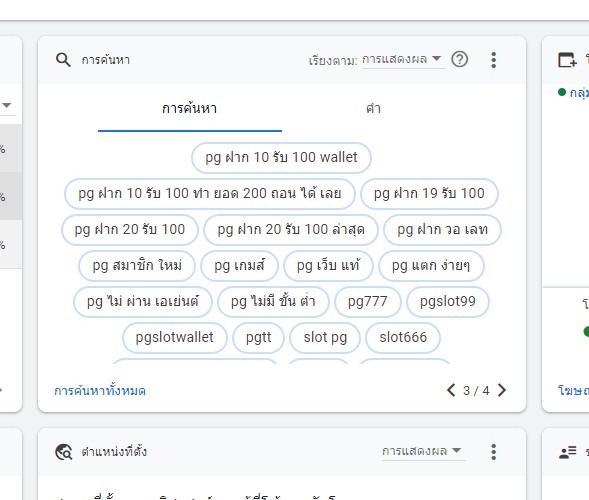 การค้นหา
เรียงตาม: การแสดงผล
การค้นหา
คำ
pg ฝาก 10 รับ 100 wallet
pg ฝาก 10 รับ 100 ทำ ยอด 200 ถอน ได้ เลย
pg ฝาก 19 รับ 100
pg ฝาก 20 รับ 100
pg ฝาก 20 รับ 100 ล่าสุด
pg ฝาก วอ เลท
pg สมาชิก ใหม่
pg เกมส์
pg เว็บ แท้
pg แตก ง่ายๆ
pg ไม่ ผ่าน เอเย่นต์
pg ไม่มี ขั้น ต่ำ
pg777
pgslot99
pgslotwallet
pgtt
slot pg
slot666
การค้นหาทั้งหมด
3 / 4
ตำแหน่งที่ตั้ง
การแสดงผล